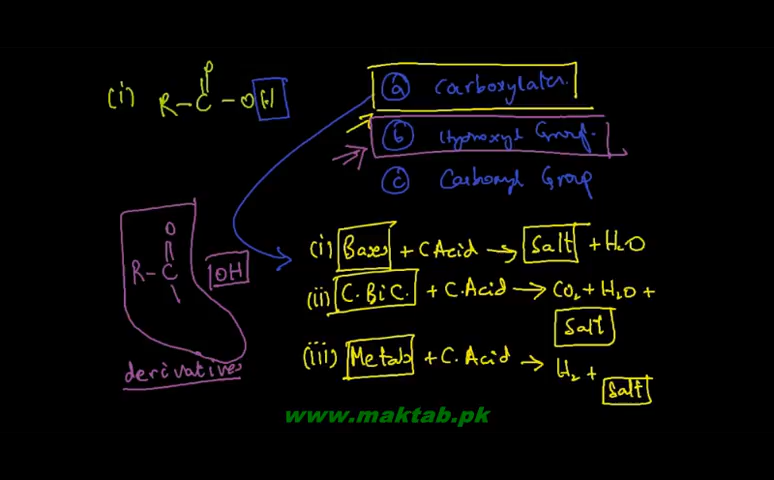 (i) R-C-OH
O
(a) Carboxylates.
(b) Hydroxyl Group.
(c) Carbonyl Group
O
R-C OH
derivatives
(i) Bases + C Acid → Salt + H₂O
(ii) C.BiC. + C.Acid → CO₂ + H₂O +
Salt
(iii) Metals + C.Acid → H₂ +
Salt
www.maktab.pk